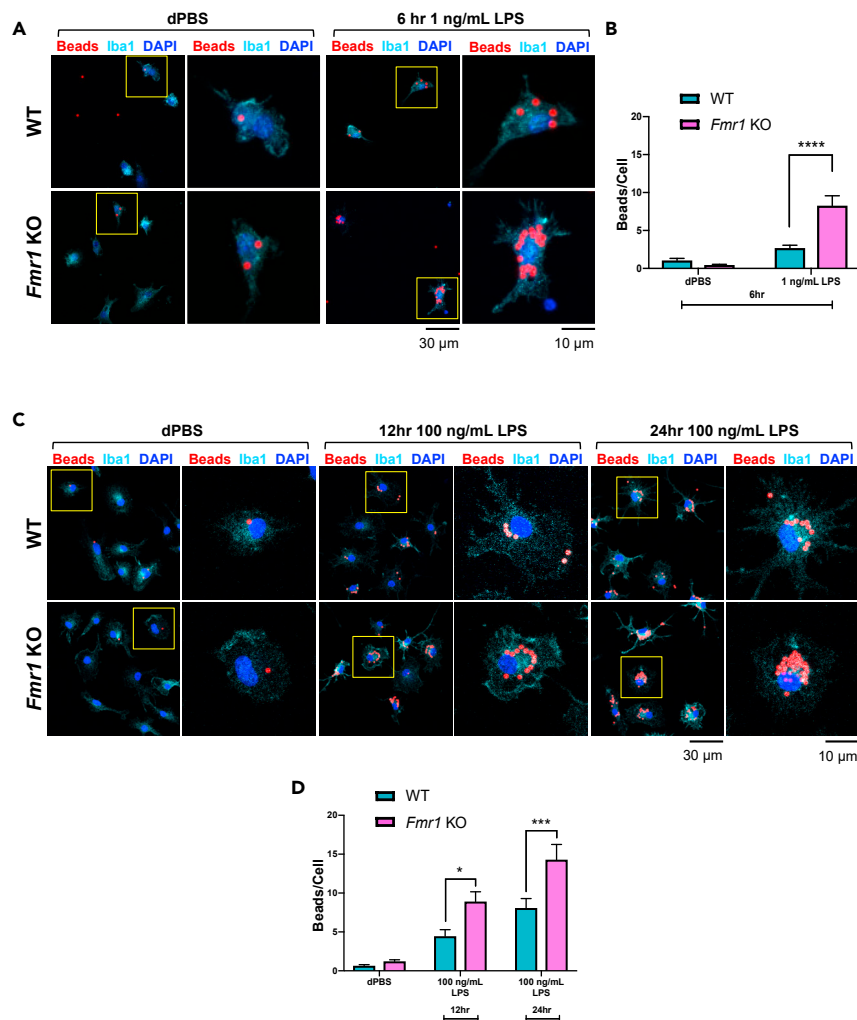 A
dPBS
6 hr 1 ng/mL LPS
Beads Iba1 DAPI
Beads Iba1 DAPI
Beads Iba1 DAPI
Beads Iba1 DAPI
WT
Fmr1 KO
30 µm
10 µm
B
WT
Fmr1 KO
Beads/Cell
20
15
10
5
0
****
dPBS
1 ng/mL LPS
6hr
C
dPBS
12hr 100 ng/mL LPS
24hr 100 ng/mL LPS
Beads Iba1 DAPI
Beads Iba1 DAPI
Beads Iba1 DAPI
Beads Iba1 DAPI
Beads Iba1 DAPI
Beads Iba1 DAPI
WT
Fmr1 KO
30 µm
10 µm
D
WT
Fmr1 KO
Beads/Cell
20
15
10
5
0
*
***
dPBS
100 ng/mL
LPS
100 ng/mL
LPS
12hr
24hr